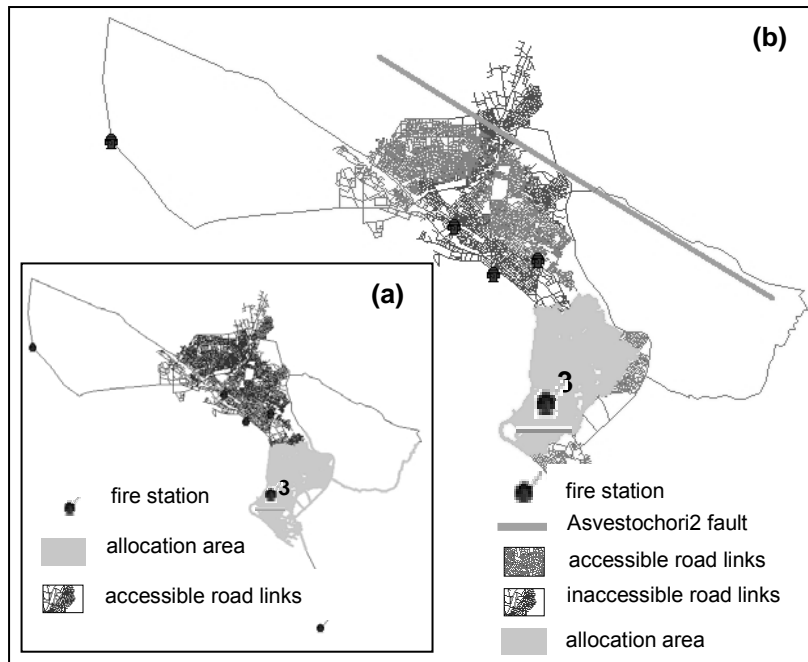 (b)
3
fire station
Asvestochori2 fault
accessible road links
inaccessible road links
allocation area
(a)
3
fire station
allocation area
accessible road links